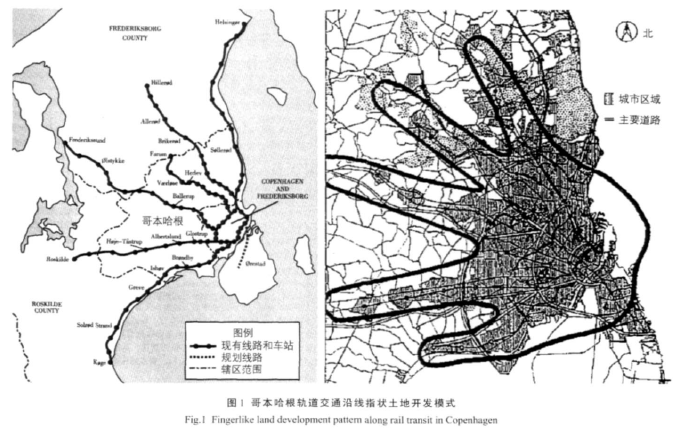 FREDERIKSBORG
COUNTY
Helsingør
Hillerød
Allerød
Birkerød
Farum
Frederikssund
Ølstykke
Søllerød
Herlev
Værløse
Ballerup
COPENHAGEN
AND
FREDERIKSBORG
哥本哈根
Albertslund
Glostrup
Høje-Tåstrup
Roskilde
Brøndby
Ishøj
Ørestad
Greve
ROSKILDE
COUNTY
Solrød Strand
Køge
图例
现有线路和车站
规划线路
辖区范围
北
城市区域
主要道路
图 1 哥本哈根轨道交通沿线指状土地开发模式
Fig.1 Fingerlike land development pattern along rail transit in Copenhagen